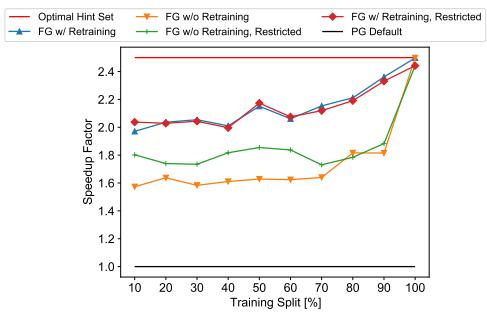 Optimal Hint Set
FG w/o Retraining
FG w/ Retraining, Restricted
FG w/ Retraining
FG w/o Retraining, Restricted
PG Default
2.4
2.2
2.0
1.8
1.6
1.4
1.2
1.0
Speedup Factor
10 20 30 40 50 60 70 80 90 100
Training Split [%]